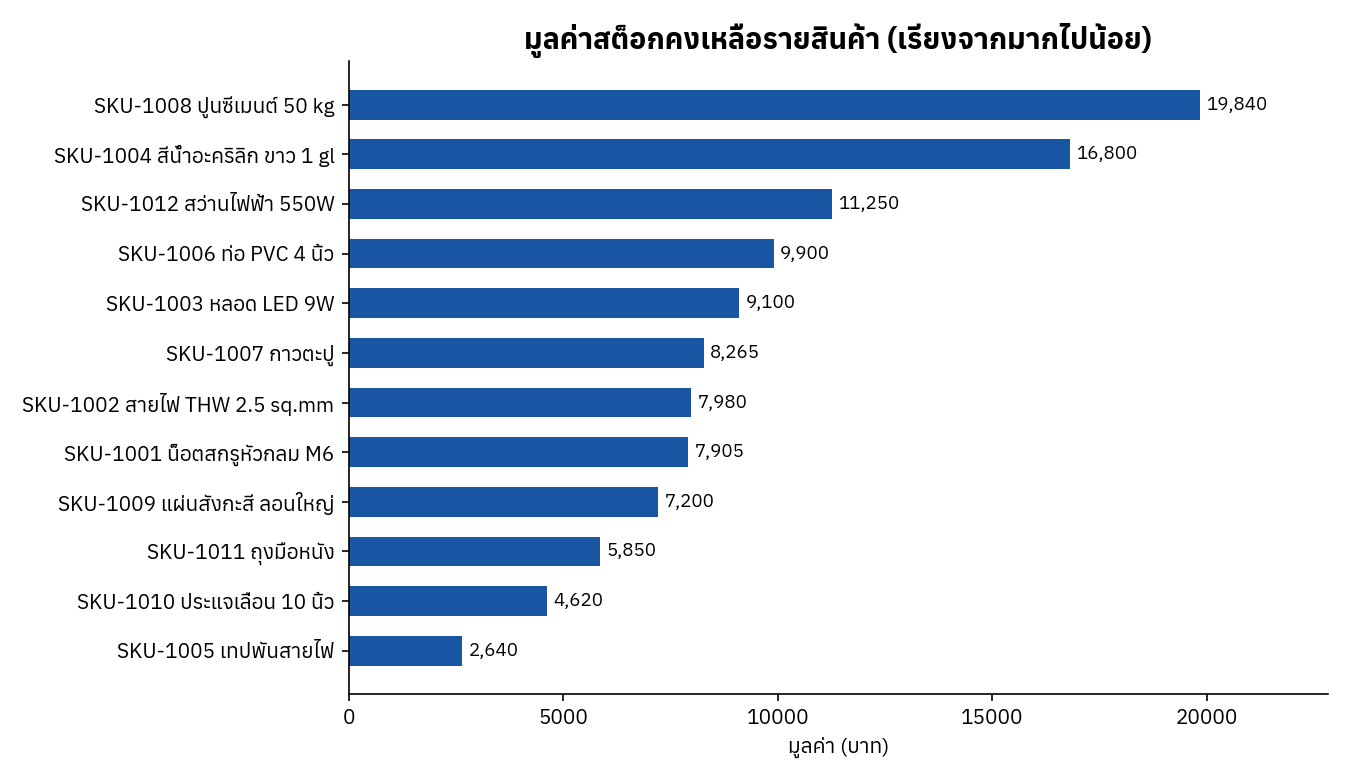 มูลค่าสต็อกคงเหลือรายสินค้า (เรียงจากมากไปน้อย)
SKU-1008 ปูนซีเมนต์ 50 kg 19,840
SKU-1004 สีน้ำอะคริลิก ขาว 1 gl 16,800
SKU-1012 สว่านไฟฟ้า 550W 11,250
SKU-1006 ท่อ PVC 4 นิ้ว 9,900
SKU-1003 หลอด LED 9W 9,100
SKU-1007 กาวตะปู 8,265
SKU-1002 สายไฟ THW 2.5 sq.mm 7,980
SKU-1001 น็อตสกรูหัวกลม M6 7,905
SKU-1009 แผ่นสังกะสี ลอนใหญ่ 7,200
SKU-1011 ถุงมือหนัง 5,850
SKU-1010 ประแจเลื่อน 10 นิ้ว 4,620
SKU-1005 เทปพันสายไฟ 2,640
0 5000 10000 15000 20000
มูลค่า (บาท)